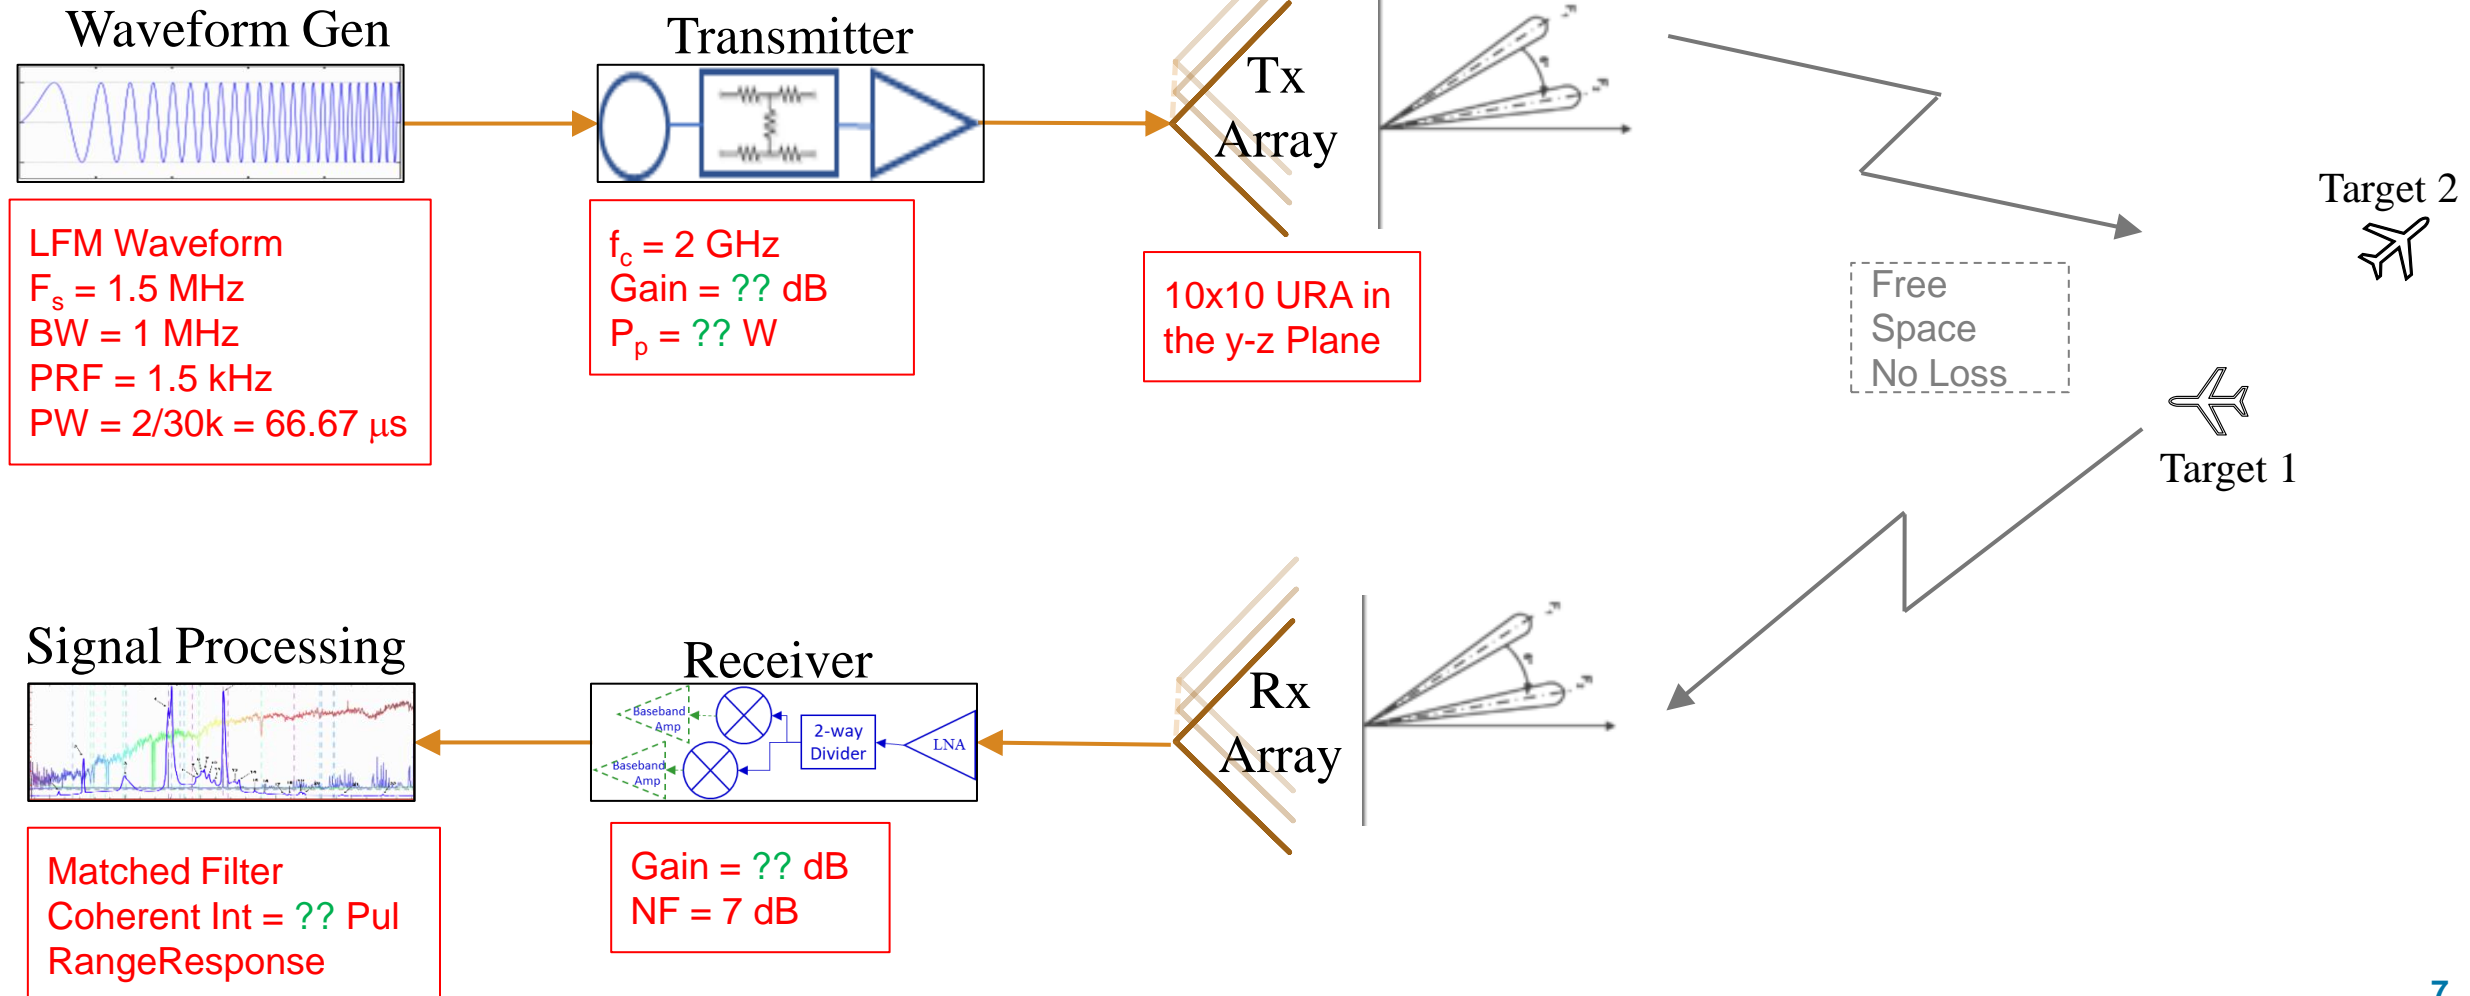 Waveform Gen
LFM Waveform
Fs = 1.5 MHz
BW = 1 MHz
PRF = 1.5 kHz
PW = 2/30k = 66.67 μs
Transmitter
fc = 2 GHz
Gain = ?? dB
Pp = ?? W
Tx
Array
10x10 URA in
the y-z Plane
Free
Space
No Loss
Target 2
Target 1
Signal Processing
Matched Filter
Coherent Int = ?? Pul
RangeResponse
Receiver
Baseband
Amp
Baseband
Amp
2-way
Divider
LNA
Gain = ?? dB
NF = 7 dB
Rx
Array
7